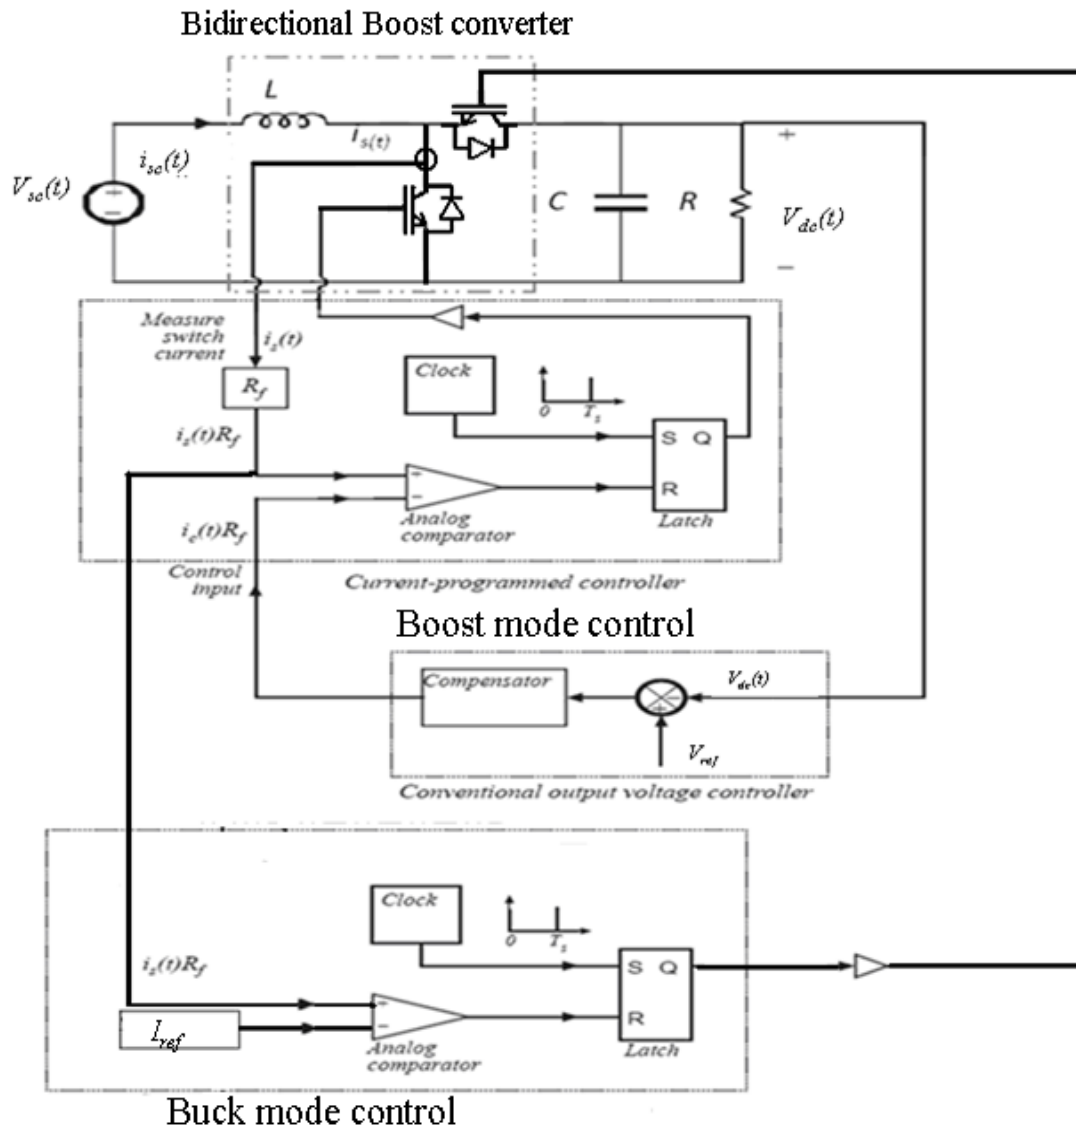 Bidirectional Boost converter
L
i_s(t)
i_sc(t)
V_sc(t)
+
−
C
R
+
V_dc(t)
−
Measure
switch
current
i_s(t)
R_f
Clock
0
T_s
i_s(t)R_f
S Q
R
+
−
Analog
comparator
Latch
i_c(t)R_f
Control
input
Current-programmed controller
Boost mode control
Compensator
V_dc(t)
−
+
V_ref
Conventional output voltage controller
Clock
0
T_s
i_s(t)R_f
S Q
R
−
−
I_ref
Analog
comparator
Latch
Buck mode control